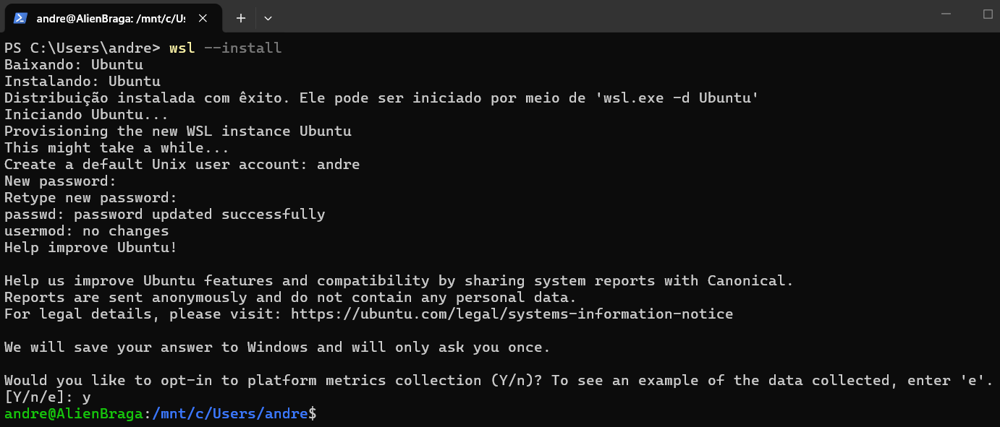 andre@AlienBraga: /mnt/c/Us
PS C:\Users\andre> wsl --install
Baixando: Ubuntu
Instalando: Ubuntu
Distribuição instalada com êxito. Ele pode ser iniciado por meio de 'wsl.exe -d Ubuntu'
Iniciando Ubuntu...
Provisioning the new WSL instance Ubuntu
This might take a while...
Create a default Unix user account: andre
New password:
Retype new password:
passwd: password updated successfully
usermod: no changes
Help improve Ubuntu!

Help us improve Ubuntu features and compatibility by sharing system reports with Canonical.
Reports are sent anonymously and do not contain any personal data.
For legal details, please visit: https://ubuntu.com/legal/systems-information-notice

We will save your answer to Windows and will only ask you once.

Would you like to opt-in to platform metrics collection (Y/n)? To see an example of the data collected, enter 'e'.
[Y/n/e]: y
andre@AlienBraga:/mnt/c/Users/andre$